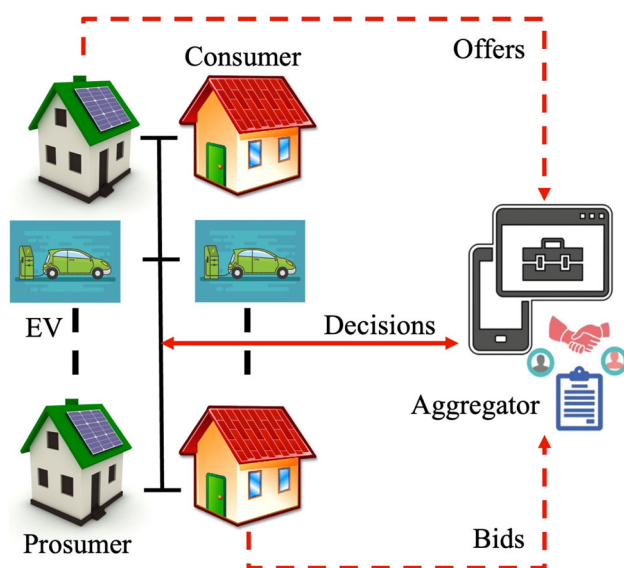 Offers
Consumer
EV
Decisions
Aggregator
Prosumer
Bids